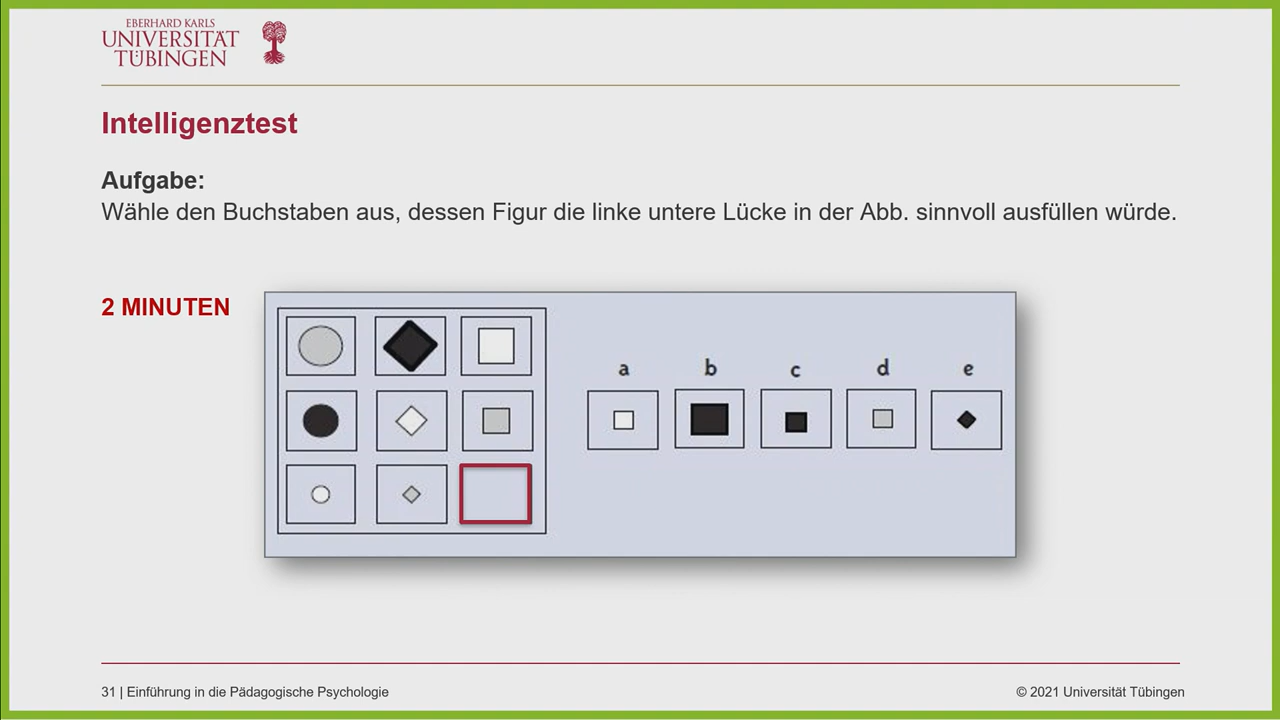 EBERHARD KARLS
UNIVERSITÄT
TÜBINGEN
Intelligenztest
Aufgabe:
Wähle den Buchstaben aus, dessen Figur die linke untere Lücke in der Abb. sinnvoll ausfüllen würde.
2 MINUTEN
a b c d e
31 | Einführung in die Pädagogische Psychologie
© 2021 Universität Tübingen